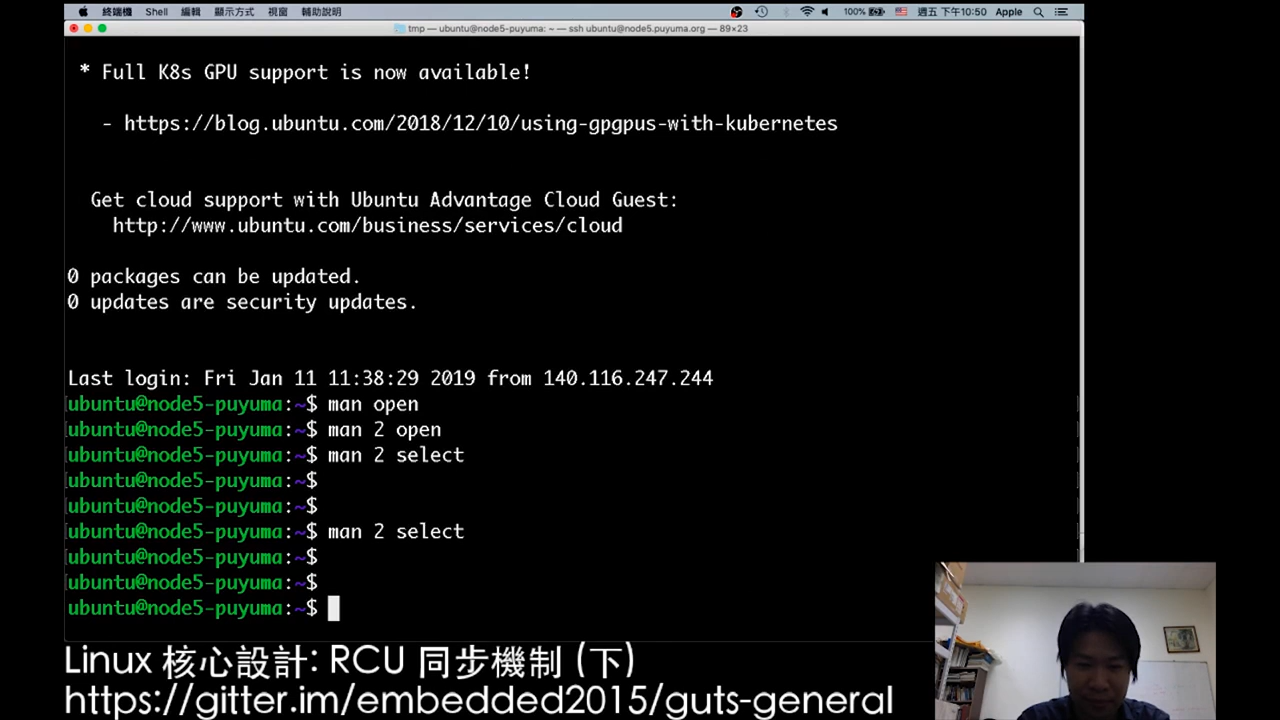 終端機 Shell 編輯 顯示方式 視窗 輔助說明 100% 週五 下午10:50 Apple
tmp — ubuntu@node5-puyuma: ~ — ssh ubuntu@node5.puyuma.org — 89×23
* Full K8s GPU support is now available!
- https://blog.ubuntu.com/2018/12/10/using-gpgpus-with-kubernetes
Get cloud support with Ubuntu Advantage Cloud Guest:
http://www.ubuntu.com/business/services/cloud
0 packages can be updated.
0 updates are security updates.
Last login: Fri Jan 11 11:38:29 2019 from 140.116.247.244
ubuntu@node5-puyuma:~$ man open
ubuntu@node5-puyuma:~$ man 2 open
ubuntu@node5-puyuma:~$ man 2 select
ubuntu@node5-puyuma:~$
ubuntu@node5-puyuma:~$
ubuntu@node5-puyuma:~$ man 2 select
ubuntu@node5-puyuma:~$
ubuntu@node5-puyuma:~$
ubuntu@node5-puyuma:~$
Linux 核心設計: RCU 同步機制 (下)
https://gitter.im/embedded2015/guts-general